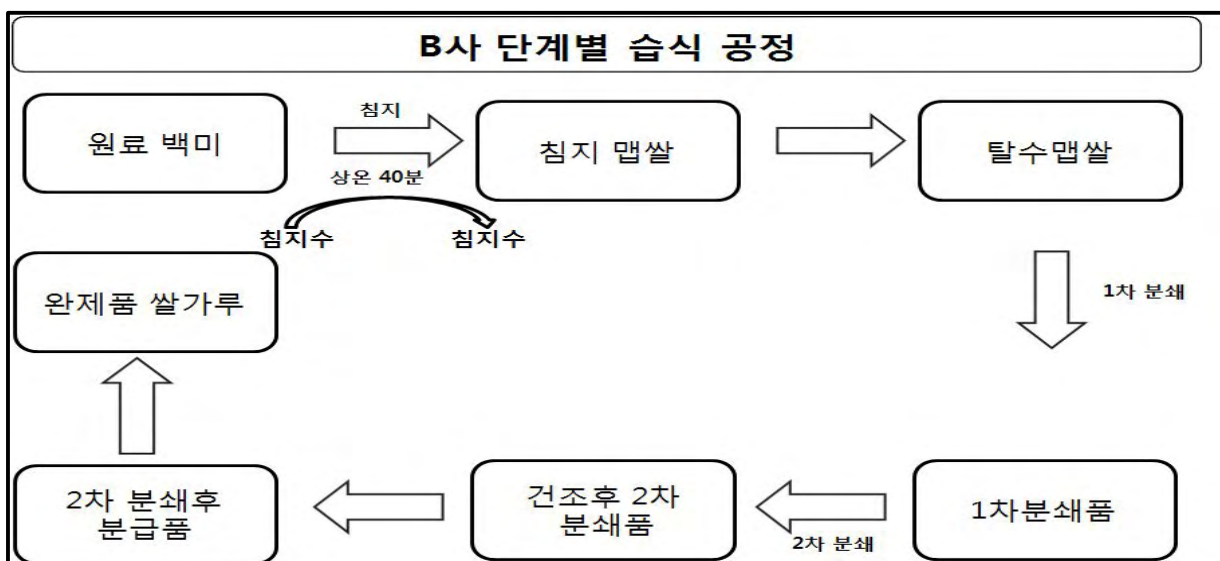 B사 단계별 습식 공정
원료 백미
침지
상온 40분
침지 맵쌀
탈수맵쌀
침지수
침지수
1차 분쇄
완제품 쌀가루
2차 분쇄후
분급품
건조후 2차
분쇄품
2차 분쇄
1차분쇄품